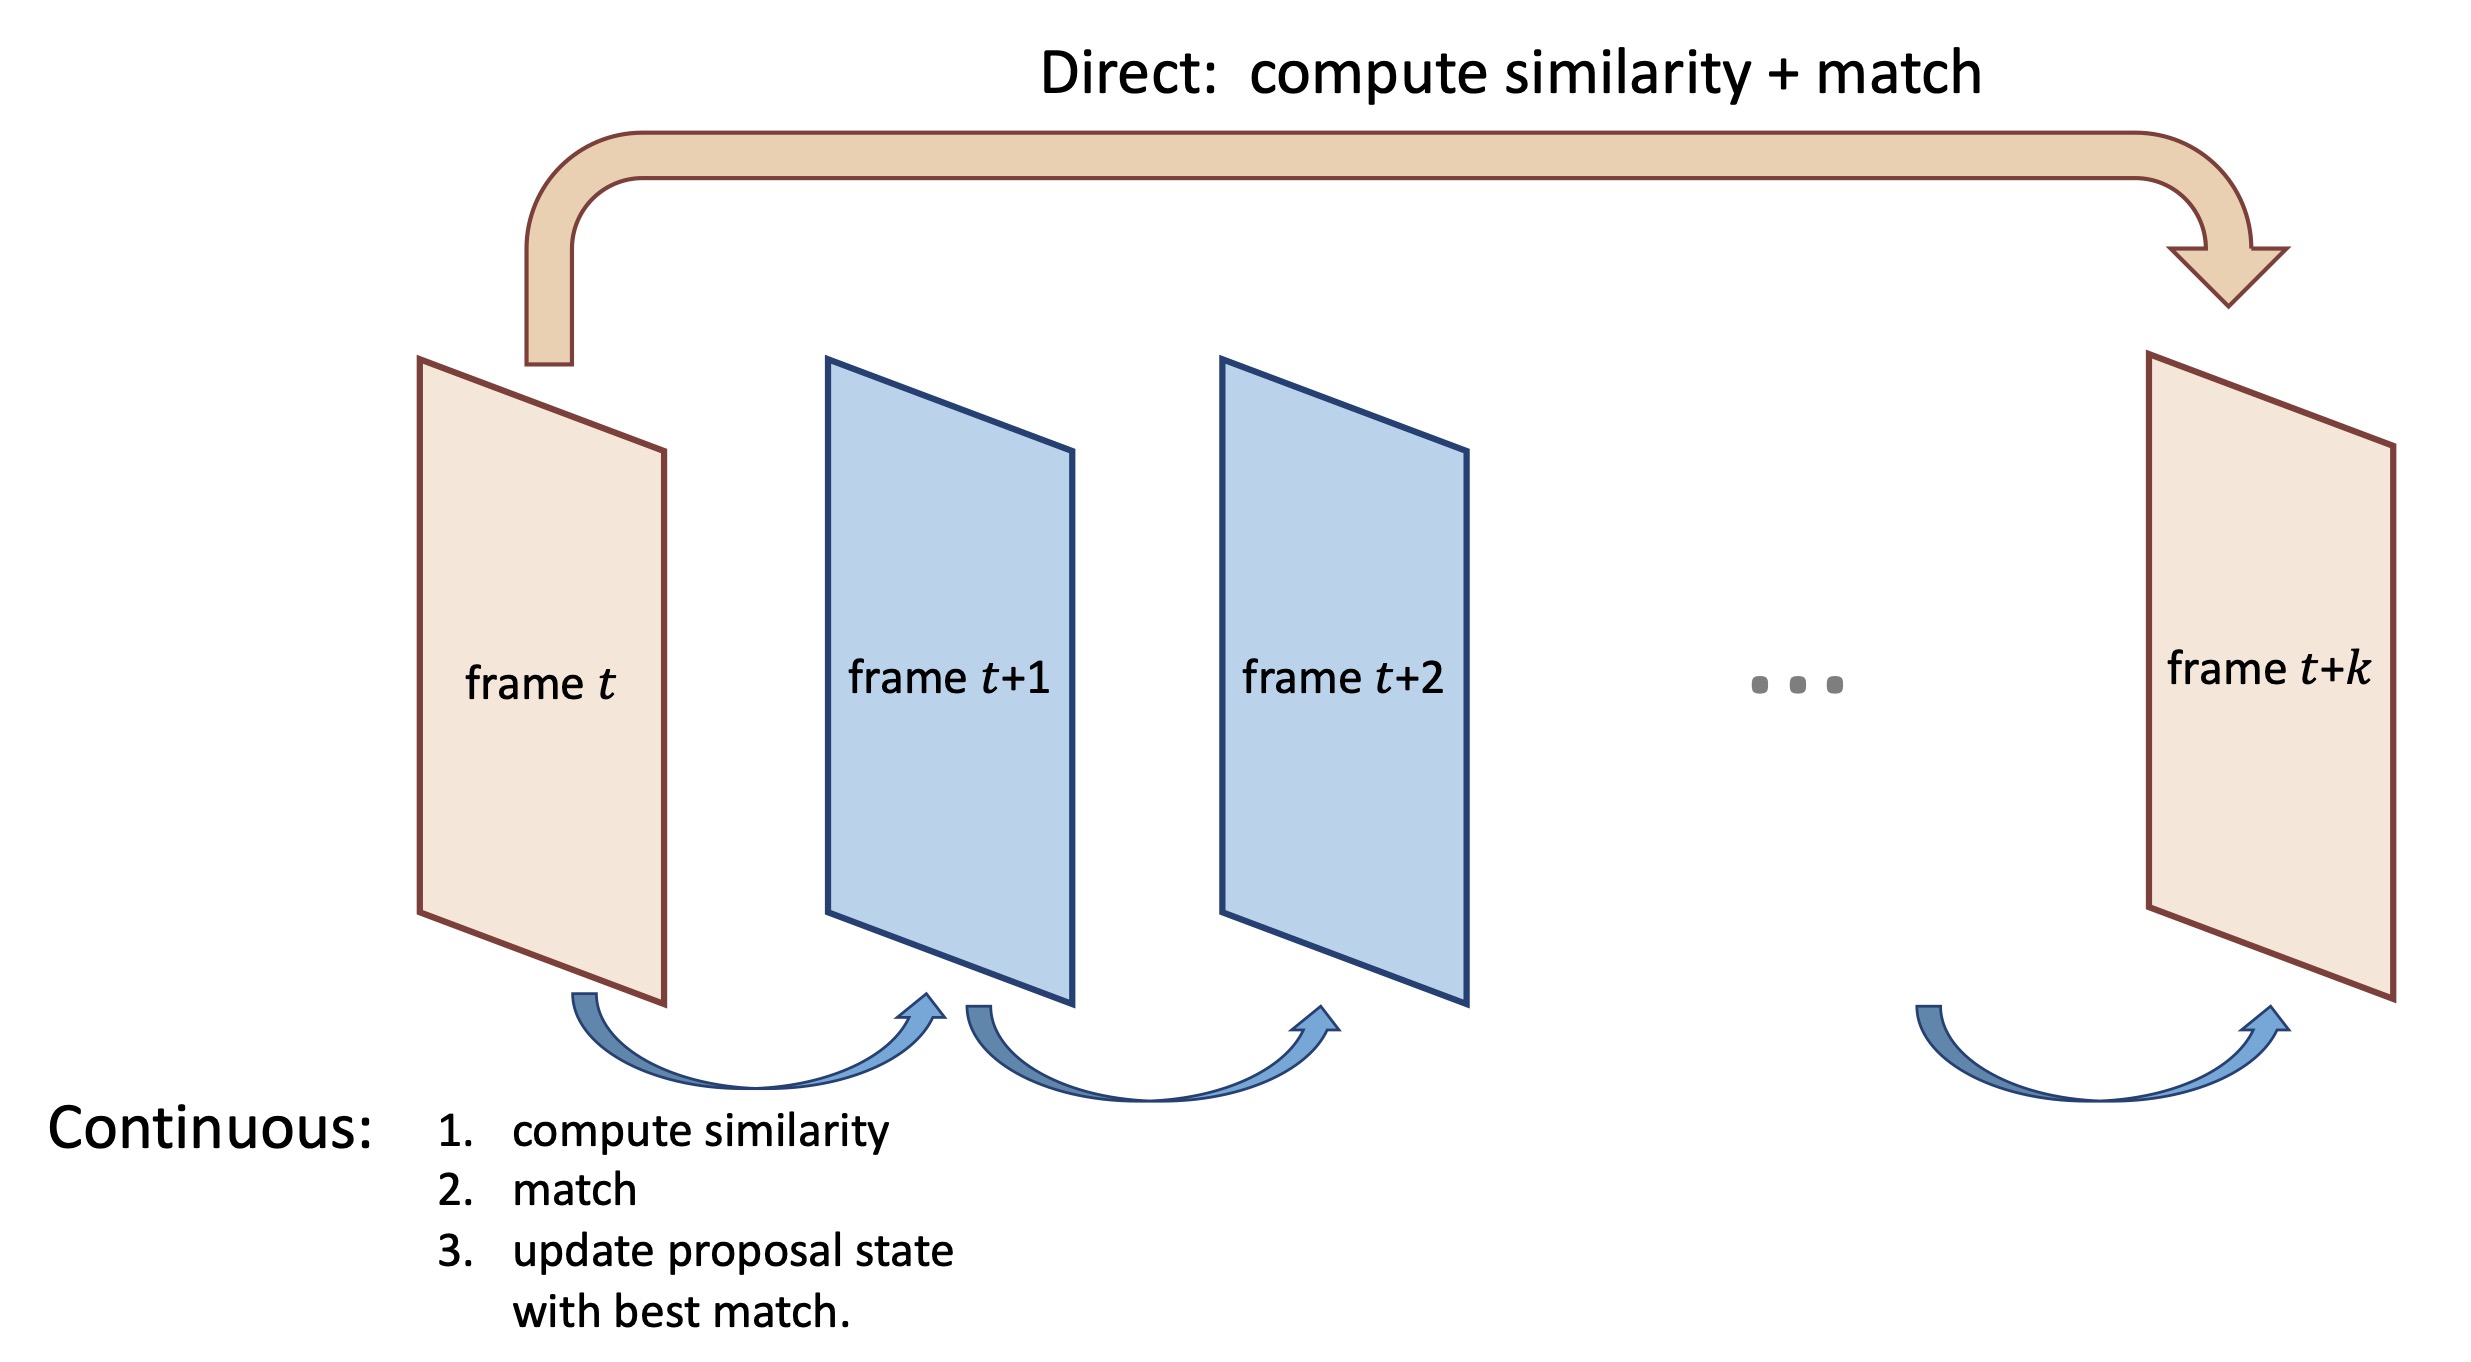 Direct: compute similarity + match
frame t
frame t+1
frame t+2
...
frame t+k
Continuous:
1. compute similarity
2. match
3. update proposal state
with best match.